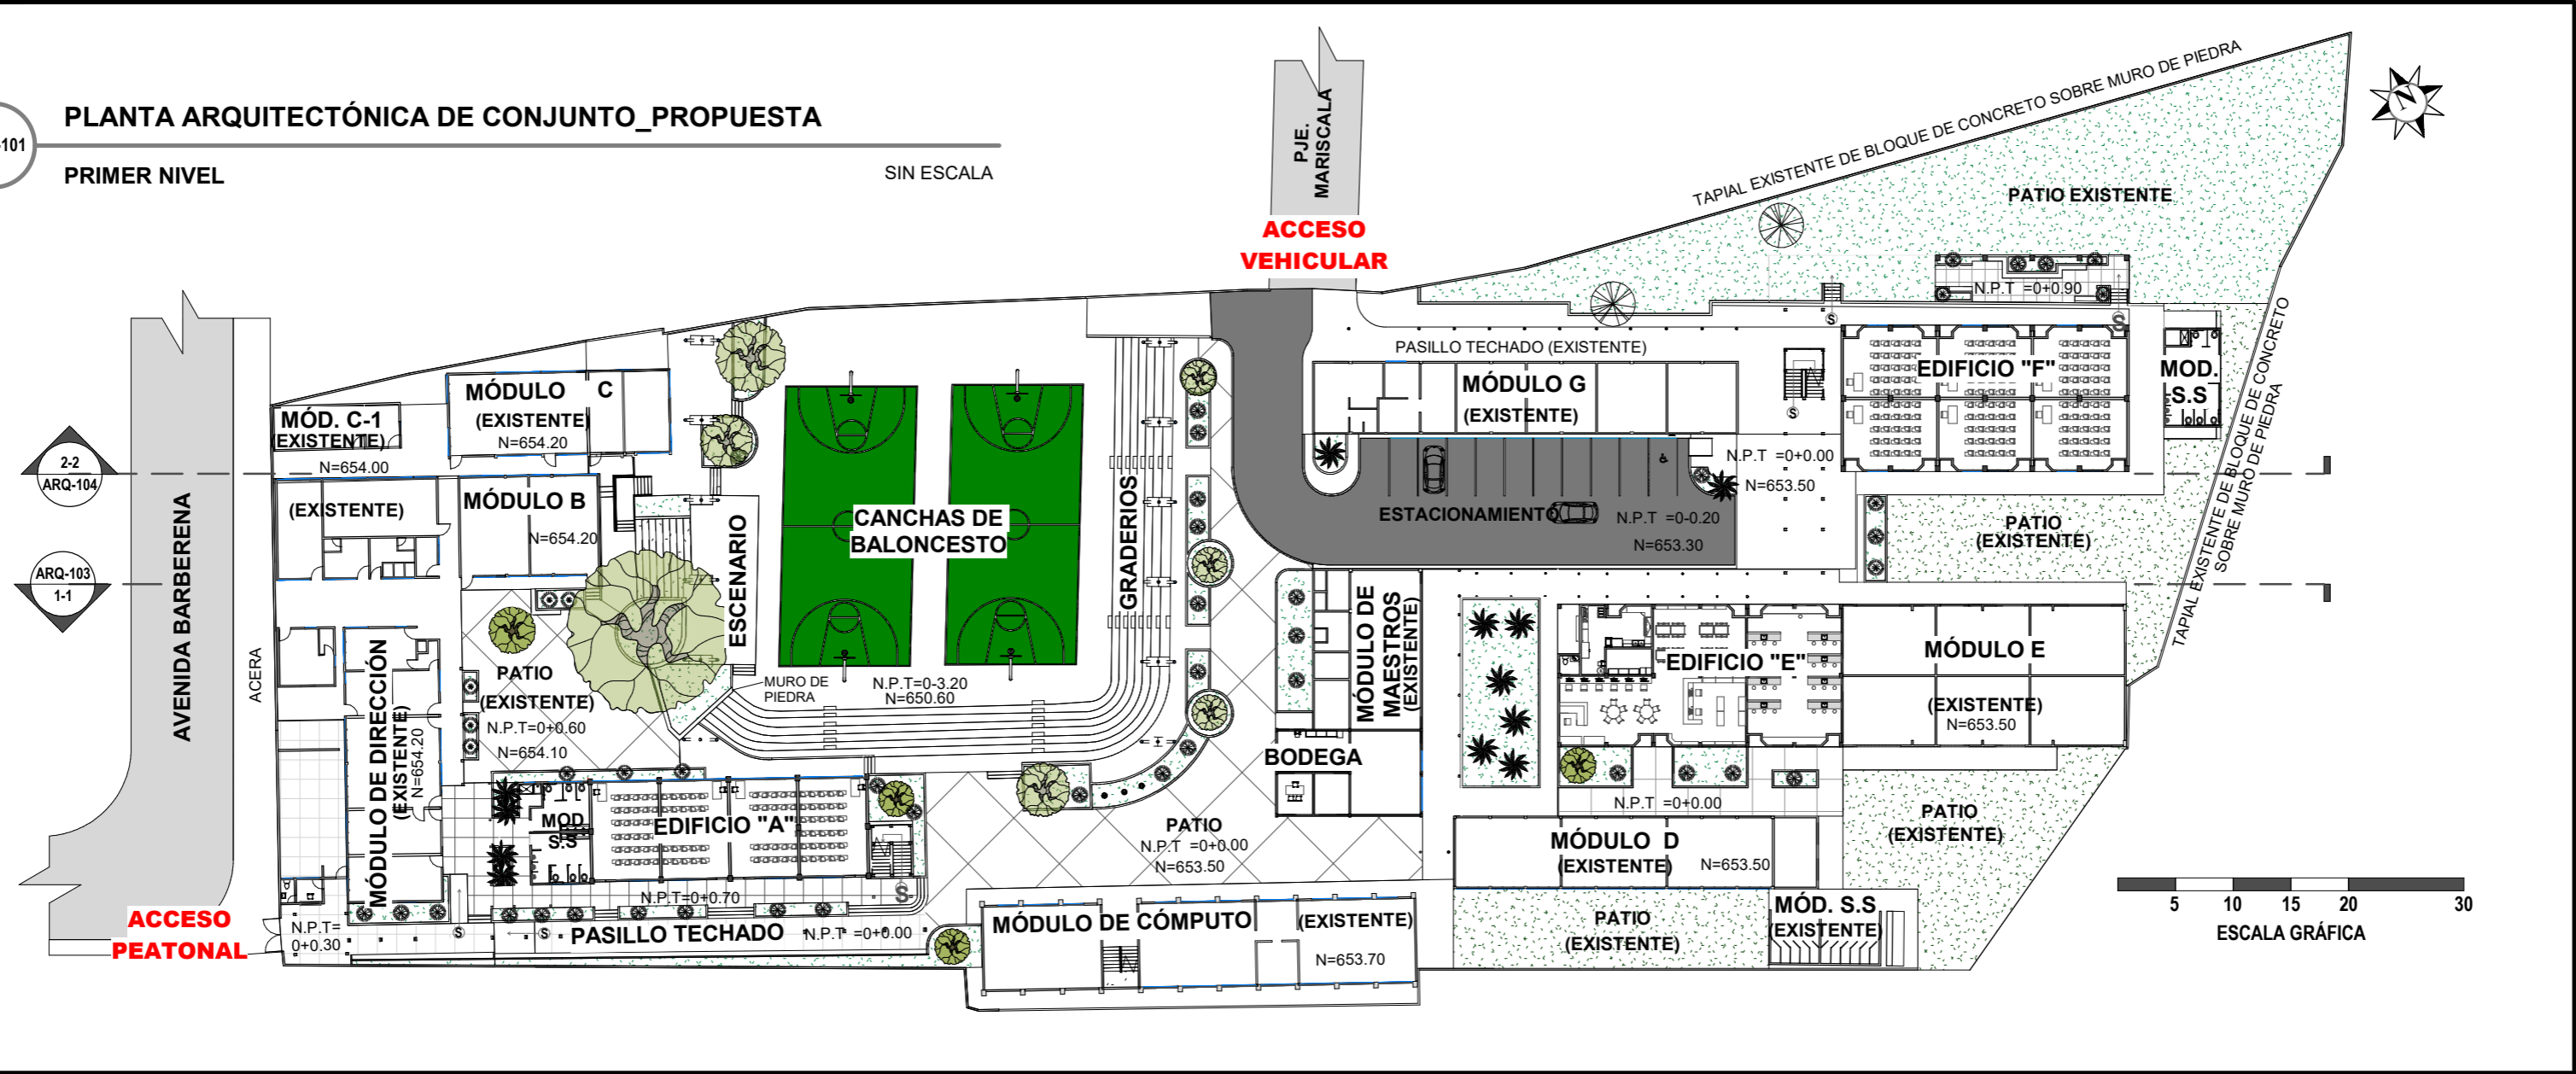 -101
PLANTA ARQUITECTÓNICA DE CONJUNTO_PROPUESTA
PRIMER NIVEL
SIN ESCALA
PJE.
MARISCALA
ACCESO
VEHICULAR
TAPIAL EXISTENTE DE BLOQUE DE CONCRETO SOBRE MURO DE PIEDRA
PATIO EXISTENTE
N
N.P.T =0+0.90
S
S
PASILLO TECHADO (EXISTENTE)
MÓDULO G
(EXISTENTE)
S
EDIFICIO "F"
MOD.
S.S
TAPIAL EXISTENTE DE BLOQUE DE CONCRETO
SOBRE MURO DE PIEDRA
MÓDULO C
(EXISTENTE)
N=654.20
MÓD. C-1
(EXISTENTE)
N=654.00
2-2
ARQ-104
ARQ-103
1-1
AVENIDA BARBERENA
ACERA
(EXISTENTE)
MÓDULO B
N=654.20
ESCENARIO
CANCHAS DE
BALONCESTO
GRADERIOS
N.P.T =0+0.00
N=653.50
ESTACIONAMIENTO
N.P.T =0-0.20
N=653.30
PATIO
(EXISTENTE)
MÓDULO DE DIRECCIÓN
(EXISTENTE)
N=654.20
PATIO
(EXISTENTE)
N.P.T=0+0.60
N=654.10
MURO DE
PIEDRA
N.P.T=0-3.20
N=650.60
MÓDULO DE
MAESTROS
(EXISTENTE)
EDIFICIO "E"
MÓDULO E
(EXISTENTE)
N=653.50
BODEGA
MOD
S.S
EDIFICIO "A"
PATIO
N.P.T =0+0.00
N=653.50
N.P.T =0+0.00
MÓDULO D
(EXISTENTE)
N=653.50
PATIO
(EXISTENTE)
N.P.T=0+0.70
S
ACCESO
PEATONAL
N.P.T=
0+0.30
S
S
PASILLO TECHADO
N.P.T =0+0.00
MÓDULO DE CÓMPUTO
(EXISTENTE)
N=653.70
PATIO
(EXISTENTE)
MÓD. S.S
(EXISTENTE)
5 10 15 20 30
ESCALA GRÁFICA